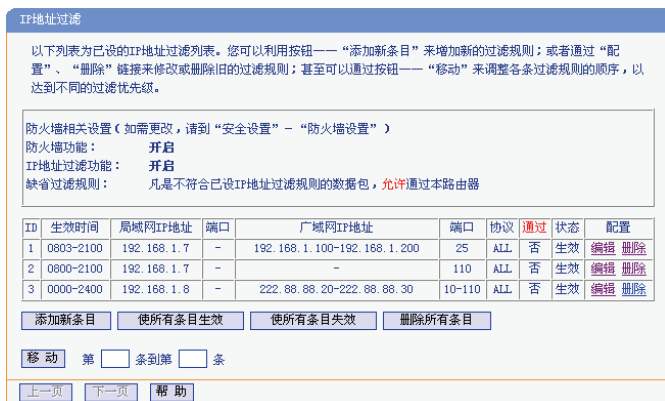 IP地址过滤
以下列表为已设的IP地址过滤列表。您可以利用按钮——“添加新条目”来增加新的过滤规则；或者通过“配
置”、“删除”链接来修改或删除旧的过滤规则；甚至可以通过按钮——“移动”来调整各条过滤规则的顺序，以
达到不同的过滤优先级。
防火墙相关设置(如需更改，请到“安全设置”－“防火墙设置”)
防火墙功能： 开启
IP地址过滤功能： 开启
缺省过滤规则： 凡是不符合已设IP地址过滤规则的数据包，允许通过本路由器
ID 生效时间 局域网IP地址 端口 广域网IP地址 端口 协议 通过 状态 配置
1 0803-2100 192.168.1.7 - 192.168.1.100-192.168.1.200 25 ALL 否 生效 编辑 删除
2 0800-2100 192.168.1.7 - - 110 ALL 否 生效 编辑 删除
3 0000-2400 192.168.1.8 - 222.88.88.20-222.88.88.30 10-110 ALL 否 生效 编辑 删除
添加新条目 使所有条目生效 使所有条目失效 删除所有条目
移 动 第 条到第 条
上一页 下一页 帮 助